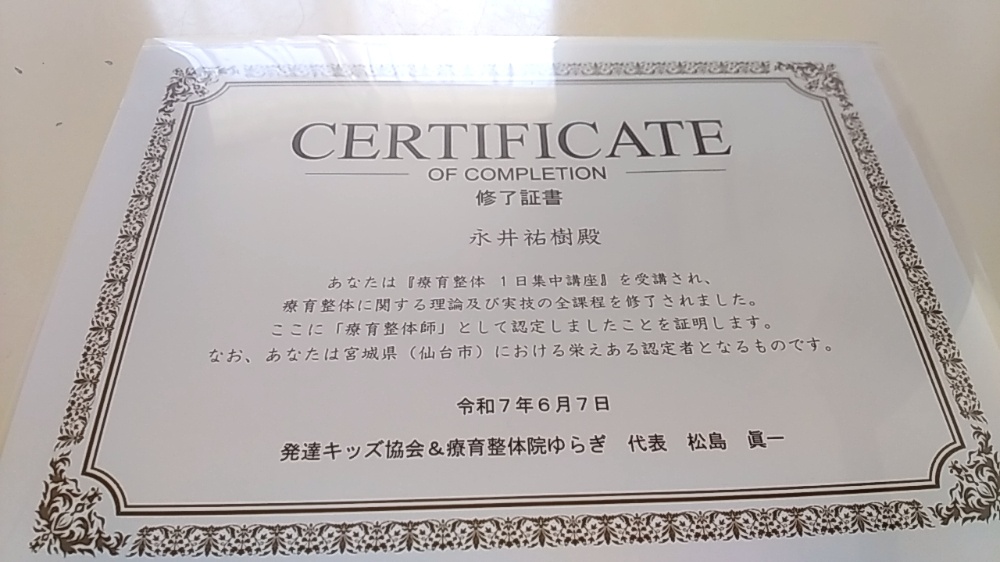 CERTIFICATE
OF COMPLETION
修了証書
永井祐樹殿
あなたは『療育整体 1日集中講座』を受講され、
療育整体に関する理論及び実技の全課程を修了されました。
ここに「療育整体師」として認定しましたことを証明します。
なお、あなたは宮城県（仙台市）における栄えある認定者となるものです。
令和7年6月7日
発達キッズ協会＆療育整体院ゆらぎ 代表 松島 眞一